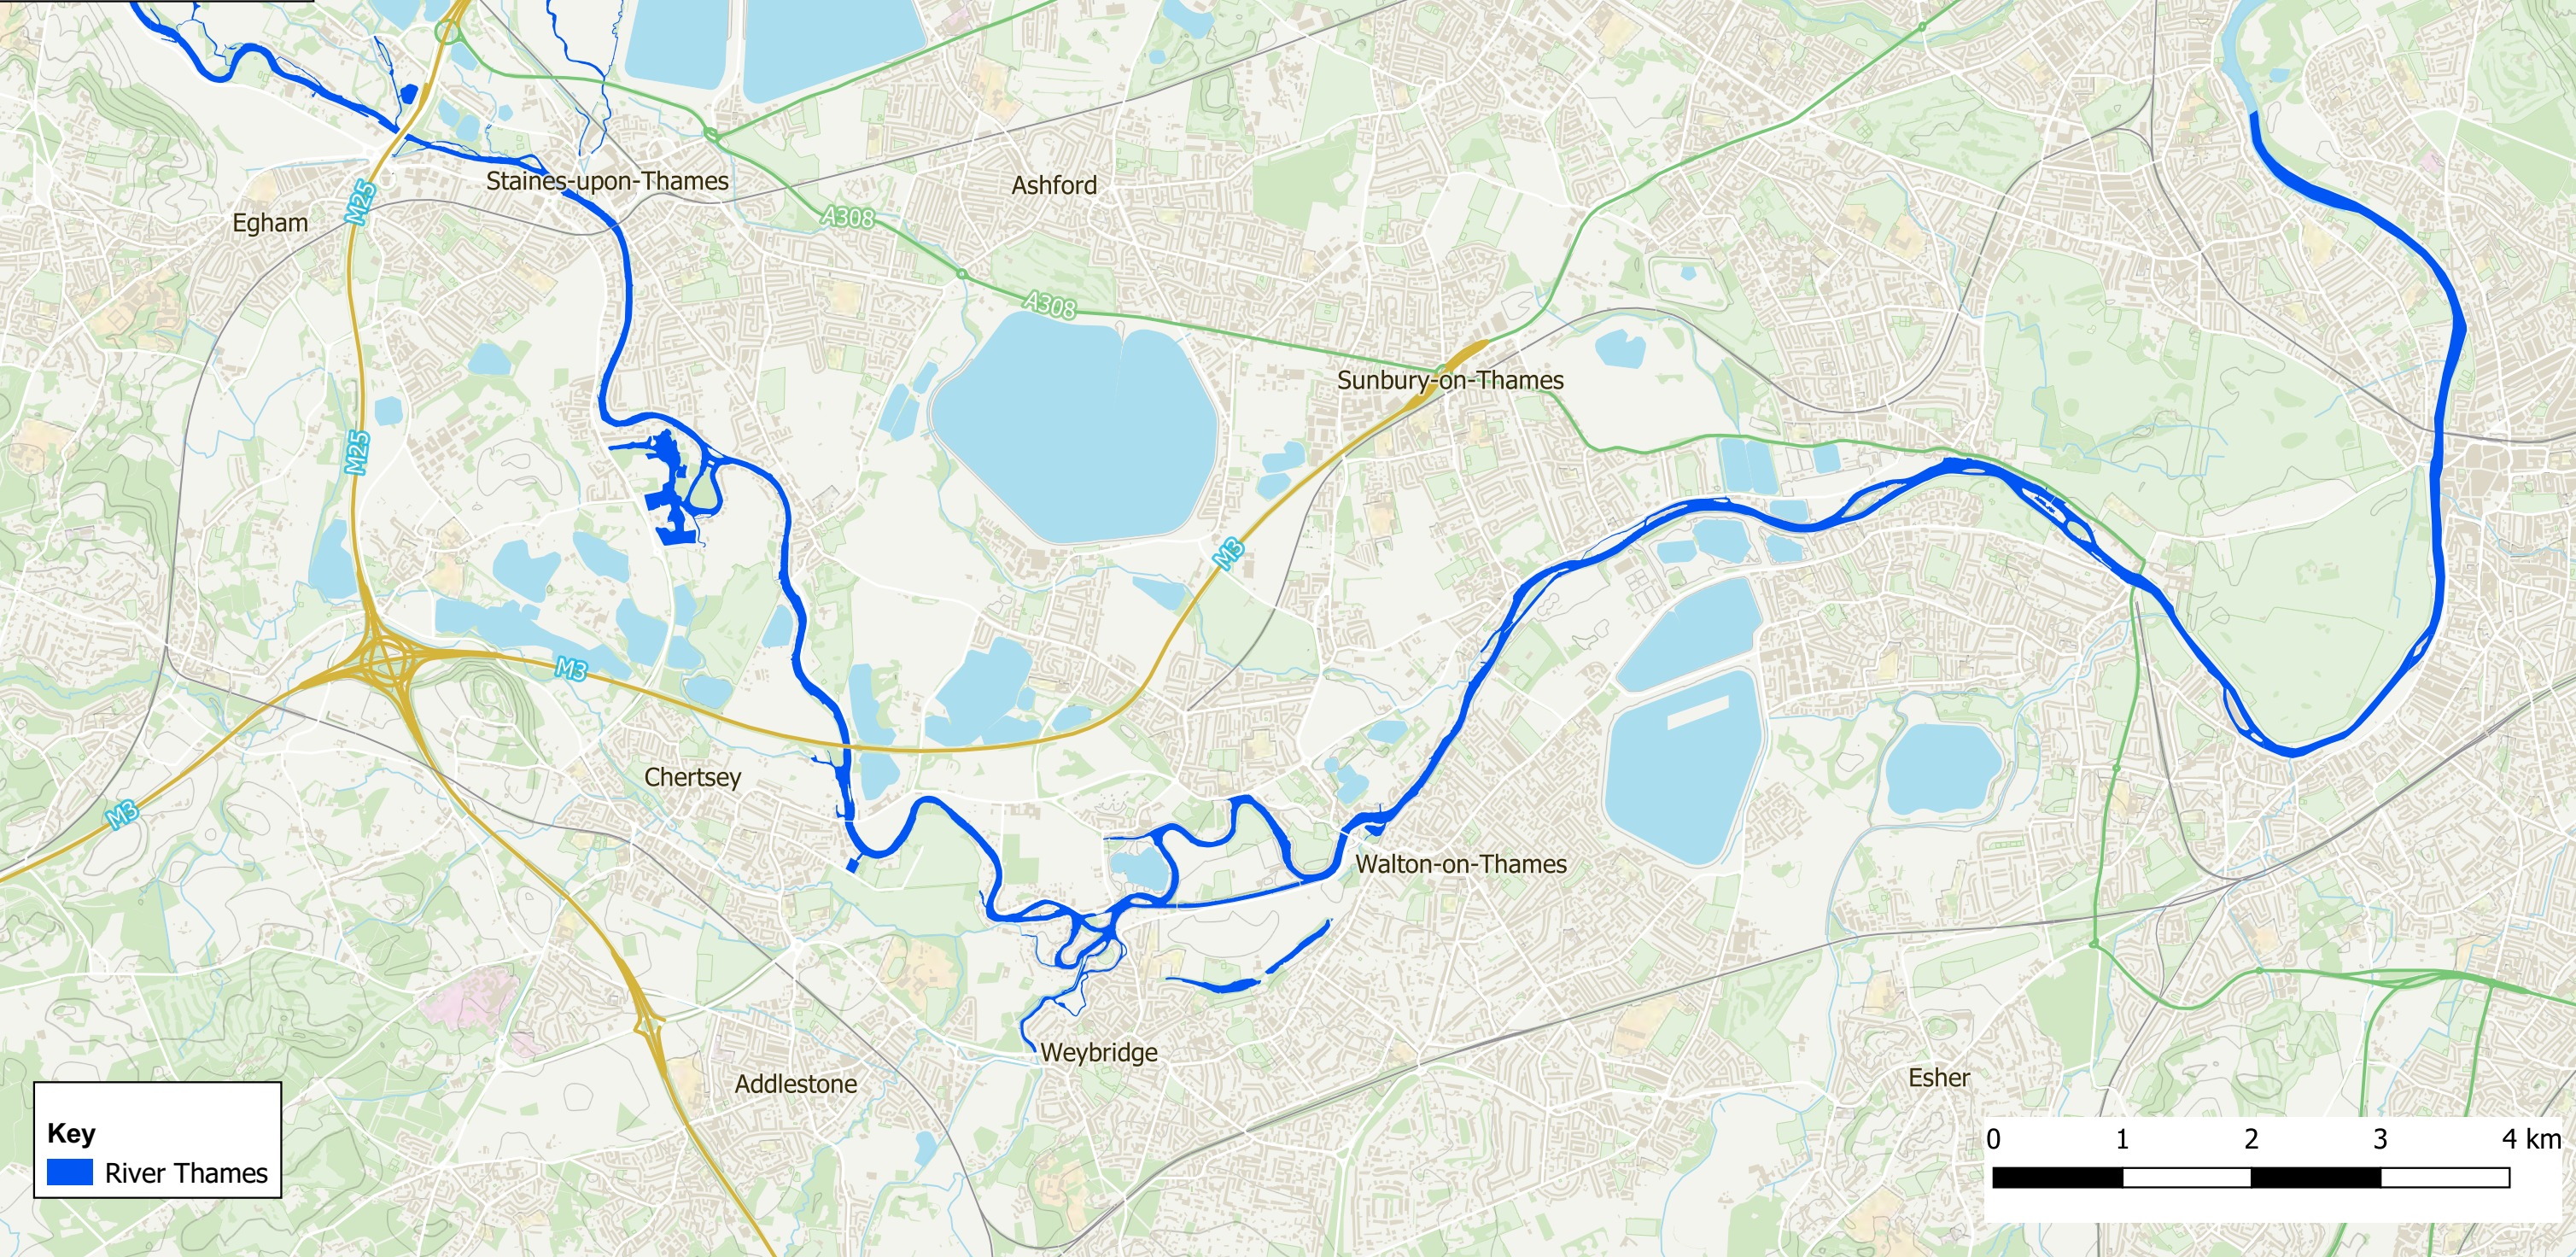 Staines-upon-Thames
Ashford
M25
Egham
A308
A308
Sunbury-on-Thames
M25
M3
M3
Chertsey
M3
Walton-on-Thames
Weybridge
Addlestone
Esher
Key
River Thames
0 1 2 3 4 km